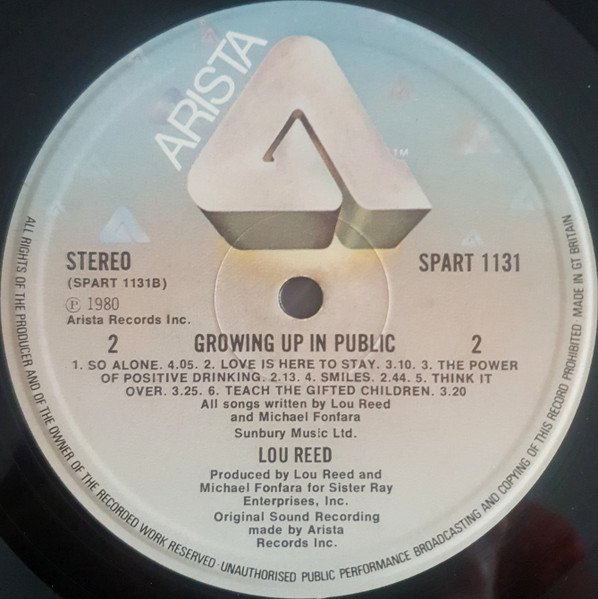 ARISTA
TM
STEREO
(SPART 1131B)
SPART 1131
Ⓟ 1980
Arista Records Inc.
2 GROWING UP IN PUBLIC 2
1. SO ALONE. 4.05. 2. LOVE IS HERE TO STAY. 3.10. 3. THE POWER
OF POSITIVE DRINKING. 2.13. 4. SMILES. 2.44. 5. THINK IT
OVER. 3.25. 6. TEACH THE GIFTED CHILDREN. 3.20
All songs written by Lou Reed
and Michael Fonfara
Sunbury Music Ltd.
LOU REED
Produced by Lou Reed and
Michael Fonfara for Sister Ray
Enterprises, Inc.
Original Sound Recording
made by Arista
Records Inc.
ALL RIGHTS OF THE PRODUCER AND OF THE OWNER OF THE RECORDED WORK RESERVED · UNAUTHORISED PUBLIC PERFORMANCE BROADCASTING AND COPYING OF THIS RECORD PROHIBITED · MADE IN GT BRITAIN